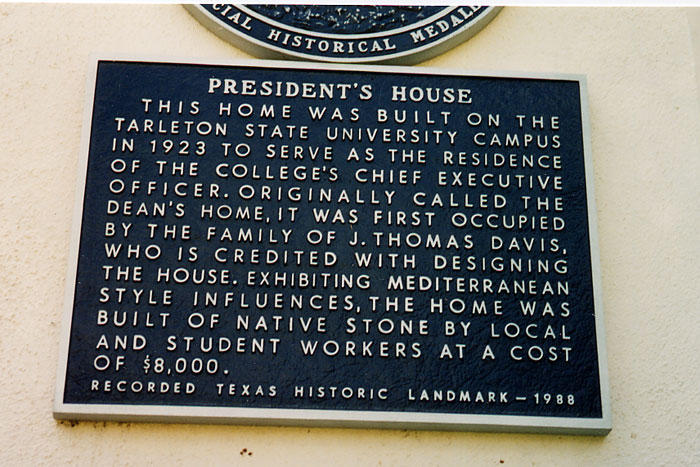 CIAL HISTORICAL MEDAL
PRESIDENT'S HOUSE
THIS HOME WAS BUILT ON THE
TARLETON STATE UNIVERSITY CAMPUS
IN 1923 TO SERVE AS THE RESIDENCE
OF THE COLLEGE'S CHIEF EXECUTIVE
OFFICER. ORIGINALLY CALLED THE
DEAN'S HOME, IT WAS FIRST OCCUPIED
BY THE FAMILY OF J. THOMAS DAVIS,
WHO IS CREDITED WITH DESIGNING
THE HOUSE. EXHIBITING MEDITERRANEAN
STYLE INFLUENCES, THE HOME WAS
BUILT OF NATIVE STONE BY LOCAL
AND STUDENT WORKERS AT A COST
OF $8,000.
RECORDED TEXAS HISTORIC LANDMARK – 1988